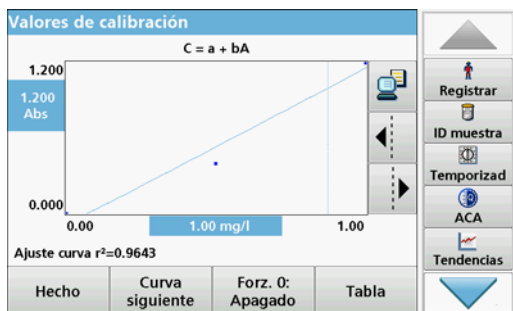 Valores de calibración
C = a + bA
1.200
1.200
Abs
0.000
0.00
1.00 mg/l
1.00
Ajuste curva r²=0.9643
Hecho
Curva
siguiente
Forz. 0:
Apagado
Tabla
Registrar
ID muestra
Temporizad
ACA
Tendencias